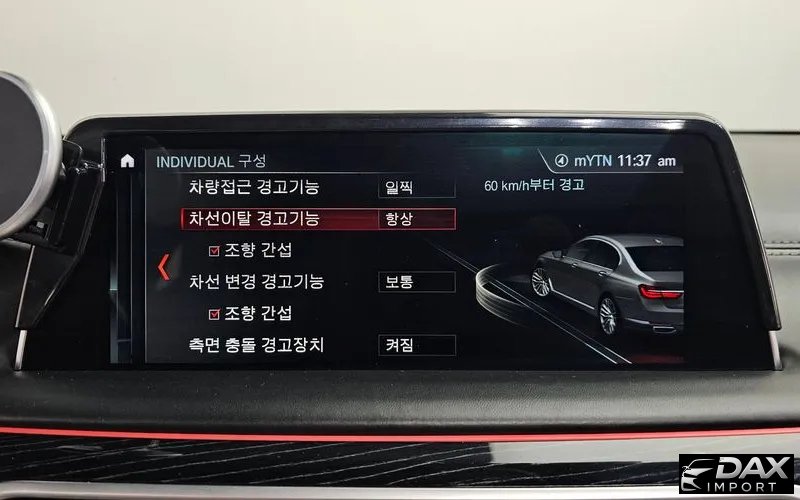 INDIVIDUAL 구성
mYTN 11:37 am
차량접근 경고기능 일찍
60 km/h부터 경고
차선이탈 경고기능 항상
조향 간섭
차선 변경 경고기능 보통
조향 간섭
측면 충돌 경고장치 켜짐
DAX
IMPORT